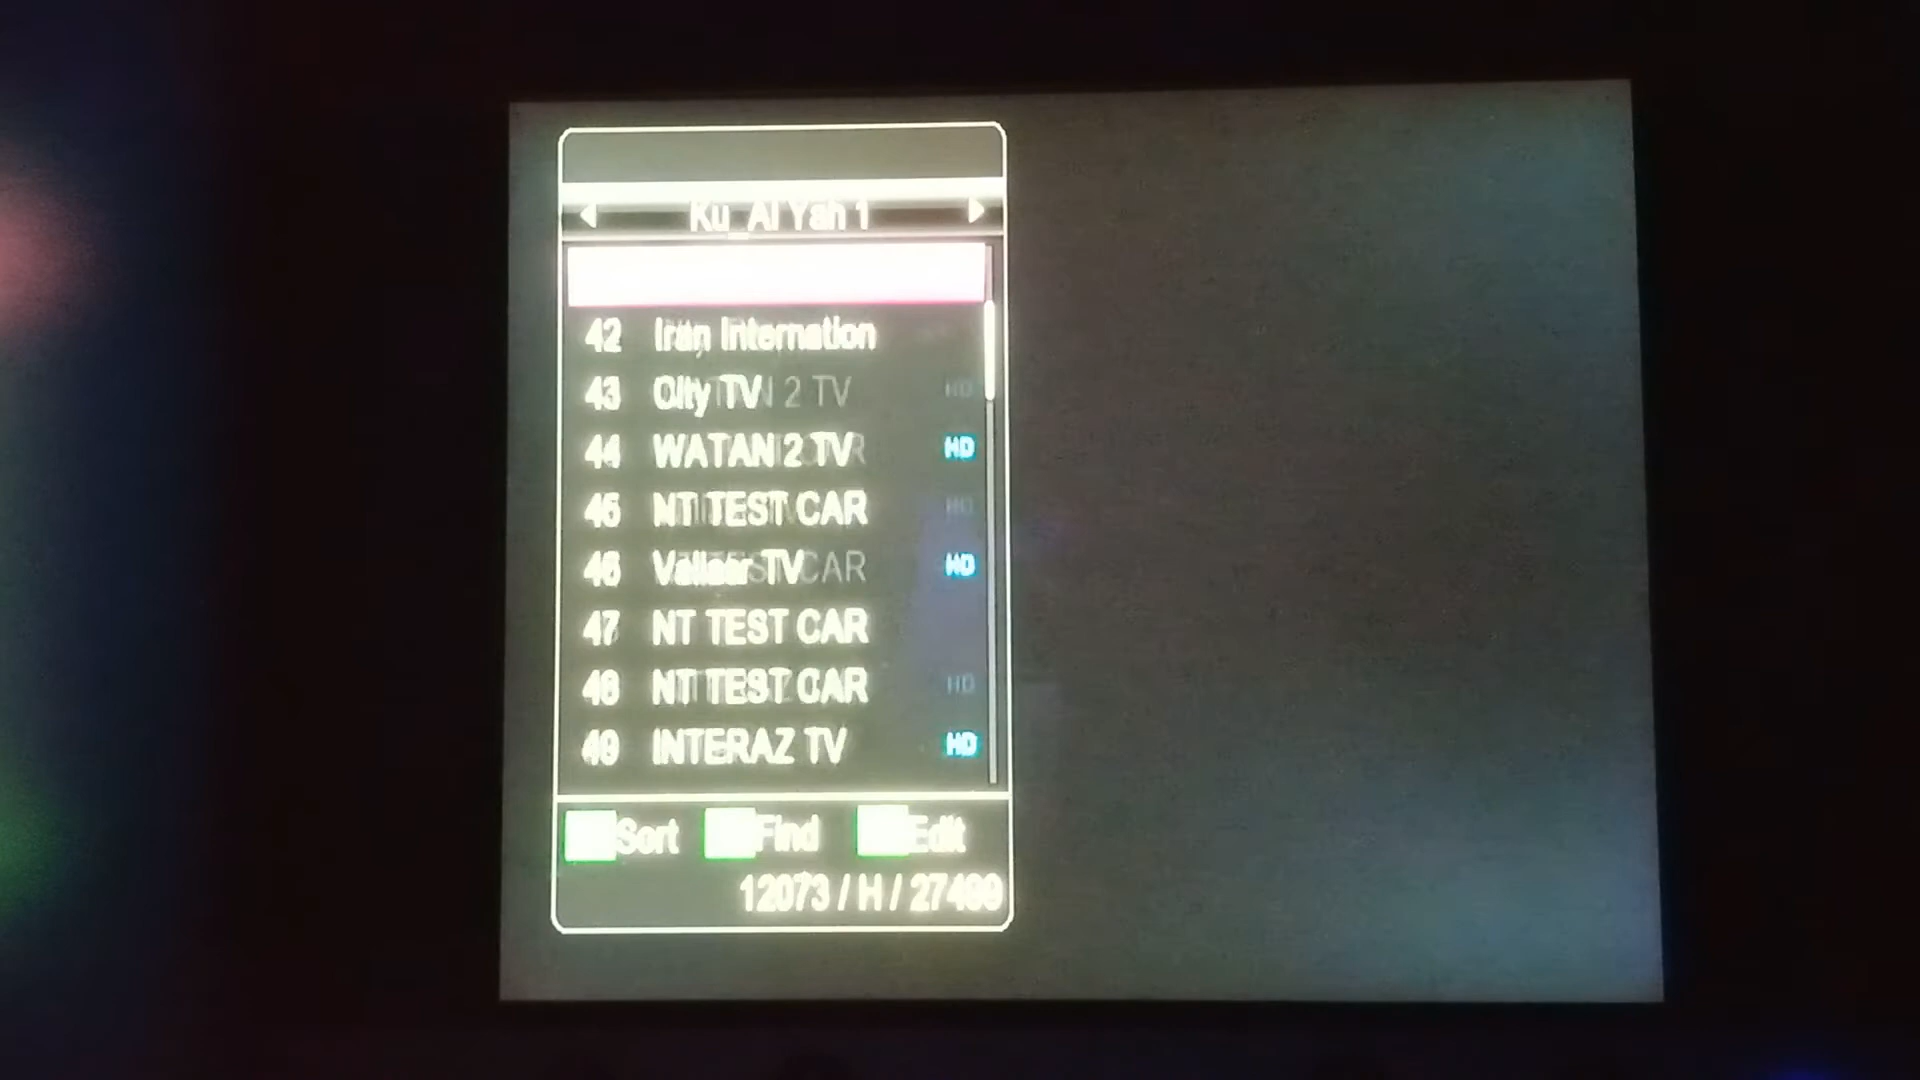 Ku_Al Yah 1
42 Iran Internation
43 City TV
44 WATAN 2 TV HD
45 NT TEST CAR HD
46 TV HD
47 NT TEST CAR
48 NT TEST CAR HD
49 INTERAZ TV HD
Sort Find Edit
12073 / H / 27499